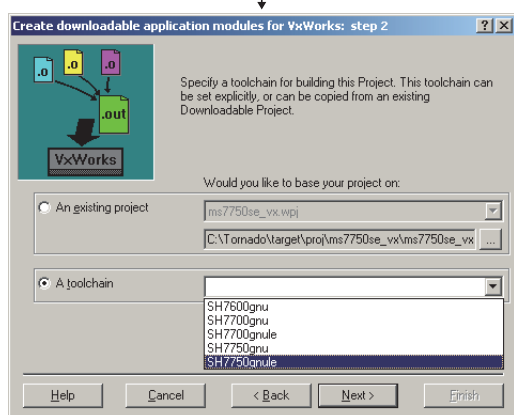 Create downloadable application modules for VxWorks: step 2
.o
.o
.o
.out
VxWorks
Specify a toolchain for building this Project. This toolchain can
be set explicitly, or can be copied from an existing
Downloadable Project.
Would you like to base your project on:
An existing project
ms7750se_vx.wpj
C:\Tornado\target\proj\ms7750se_vx\ms7750se_vx
...
A toolchain
SH7600gnu
SH7700gnu
SH7700gnule
SH7750gnu
SH7750gnule
Help
Cancel
< Back
Next >
Finish